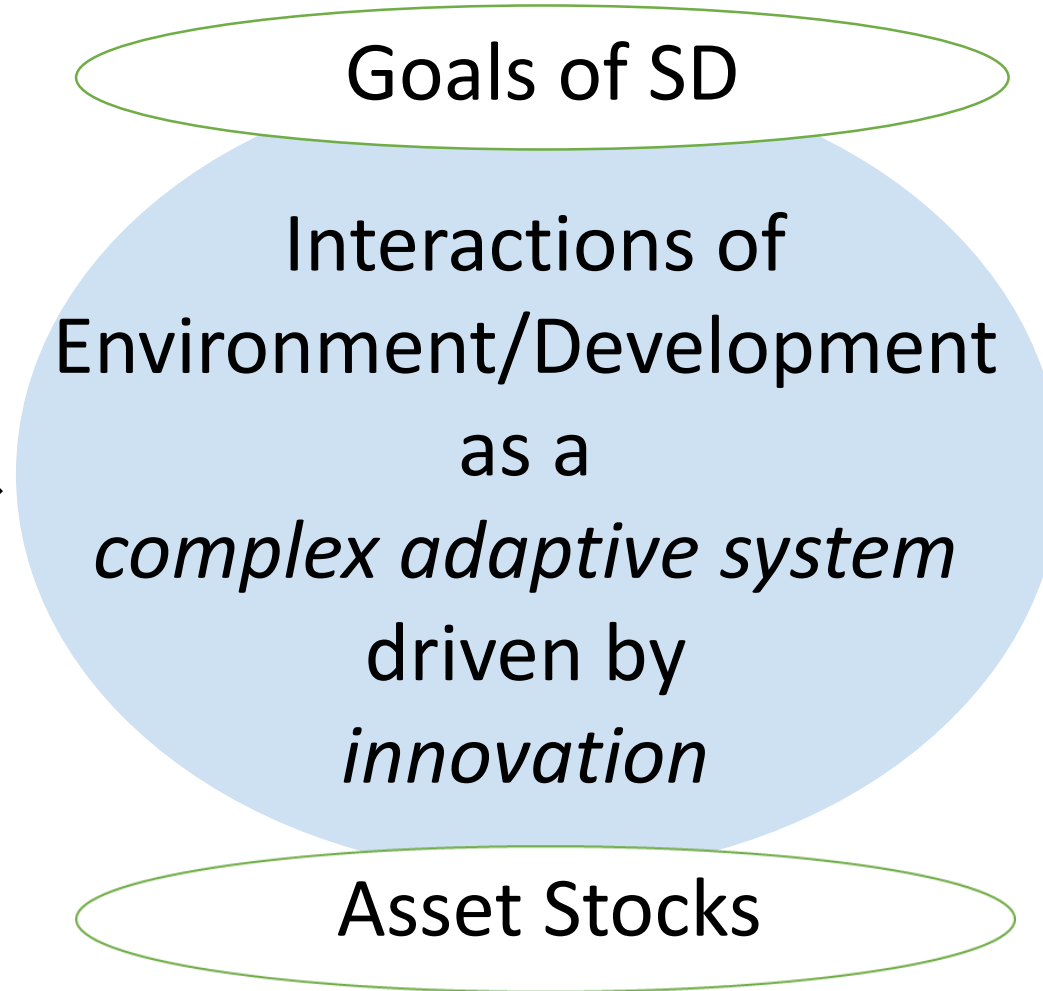 Goals of SD
Interactions of
Environment/Development
as a
complex adaptive system
driven by
innovation
Asset Stocks